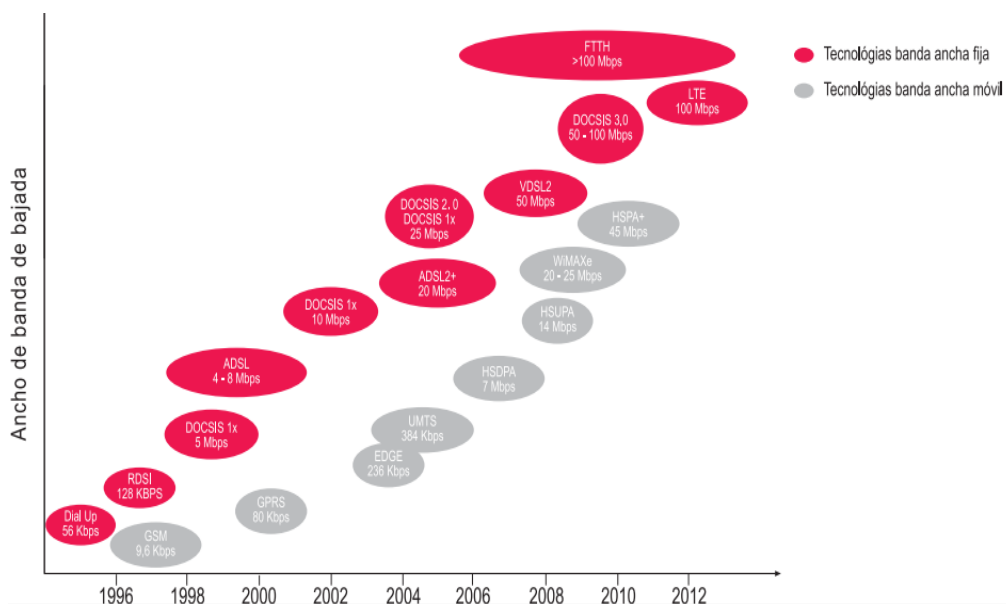 FTTH
>100 Mbps
Tecnológias banda ancha fija
Tecnológias banda ancha móvil
LTE
100 Mbps
DOCSIS 3,0
50 - 100 Mbps
VDSL2
50 Mbps
DOCSIS 2. 0
DOCSIS 1x
25 Mbps
HSPA+
45 Mbps
WiMAXe
20 - 25 Mbps
ADSL2+
20 Mbps
DOCSIS 1x
10 Mbps
HSUPA
14 Mbps
ADSL
4 - 8 Mbps
HSDPA
7 Mbps
DOCSIS 1x
5 Mbps
UMTS
384 Kbps
EDGE
236 Kbps
RDSI
128 KBPS
GPRS
80 Kbps
Dial Up
56 Kbps
GSM
9,6 Kbps
Ancho de banda de bajada
1996 1998 2000 2002 2004 2006 2008 2010 2012